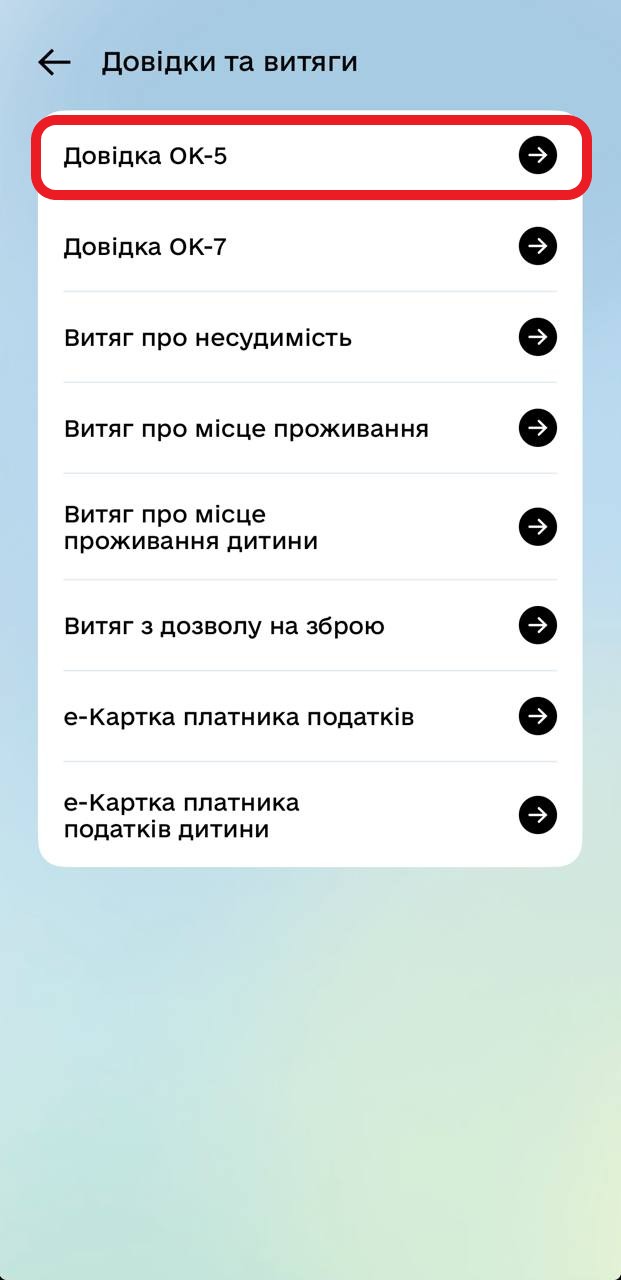 Довідки та витяги
Довідка ОК-5
Довідка ОК-7
Витяг про несудимість
Витяг про місце проживання
Витяг про місце
проживання дитини
Витяг з дозволу на зброю
е-Картка платника податків
е-Картка платника
податків дитини